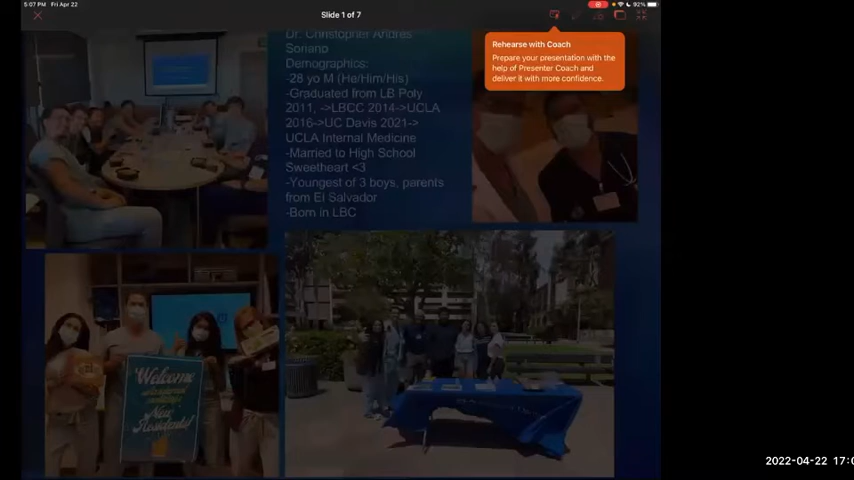 5:07 PM Fri Apr 22
92%
Slide 1 of 7
Rehearse with Coach
Prepare your presentation with the
help of Presenter Coach and
deliver it with more confidence.
Dr. Christopher Andres
Soriano
Demographics:
-28 yo M (He/Him/His)
-Graduated from LB Poly
2011, ->LBCC 2014->UCLA
2016->UC Davis 2021->
UCLA Internal Medicine
-Married to High School
Sweetheart <3
-Youngest of 3 boys, parents
from El Salvador
-Born in LBC
Welcome
New
Residents!
2022-04-22 17:0